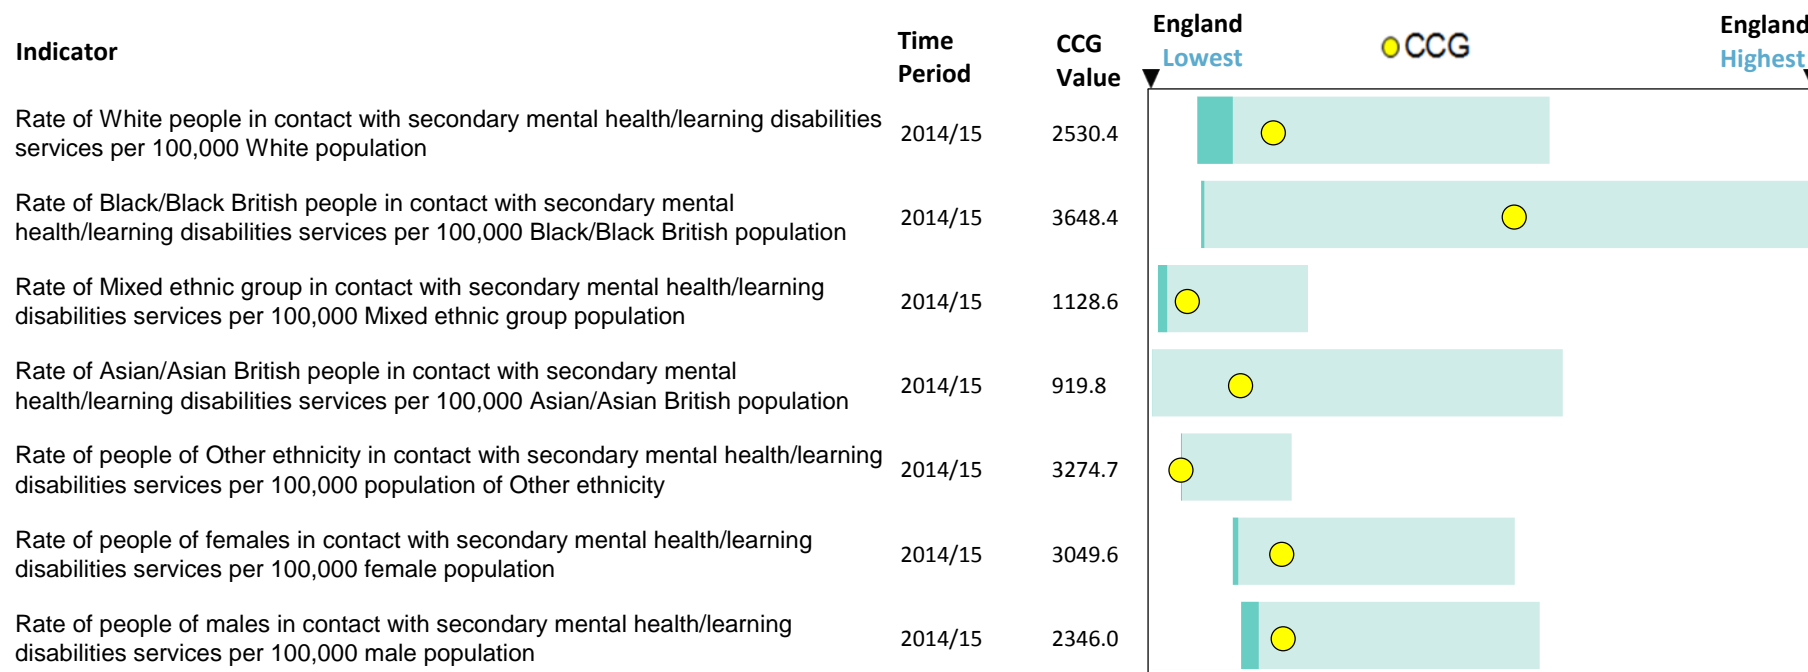 Indicator
Time
Period
CCG
Value
England
Lowest
CCG
England
Highest
Rate of White people in contact with secondary mental health/learning disabilities
services per 100,000 White population
2014/15
2530.4
Rate of Black/Black British people in contact with secondary mental
health/learning disabilities services per 100,000 Black/Black British population
2014/15
3648.4
Rate of Mixed ethnic group in contact with secondary mental health/learning
disabilities services per 100,000 Mixed ethnic group population
2014/15
1128.6
Rate of Asian/Asian British people in contact with secondary mental
health/learning disabilities services per 100,000 Asian/Asian British population
2014/15
919.8
Rate of people of Other ethnicity in contact with secondary mental health/learning
disabilities services per 100,000 population of Other ethnicity
2014/15
3274.7
Rate of people of females in contact with secondary mental health/learning
disabilities services per 100,000 female population
2014/15
3049.6
Rate of people of males in contact with secondary mental health/learning
disabilities services per 100,000 male population
2014/15
2346.0